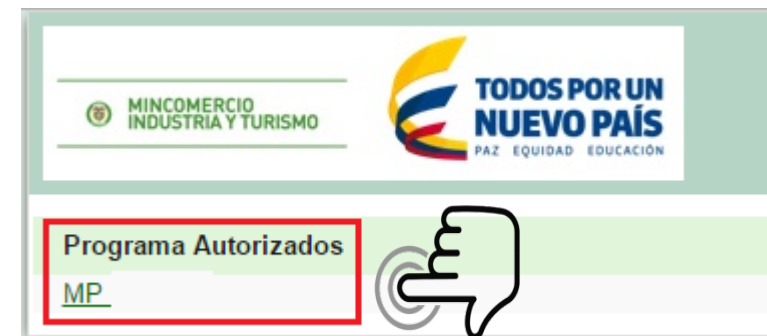 MINCOMERCIO
INDUSTRIA Y TURISMO
TODOS POR UN
NUEVO PAÍS
PAZ EQUIDAD EDUCACIÓN
Programa Autorizados
MP